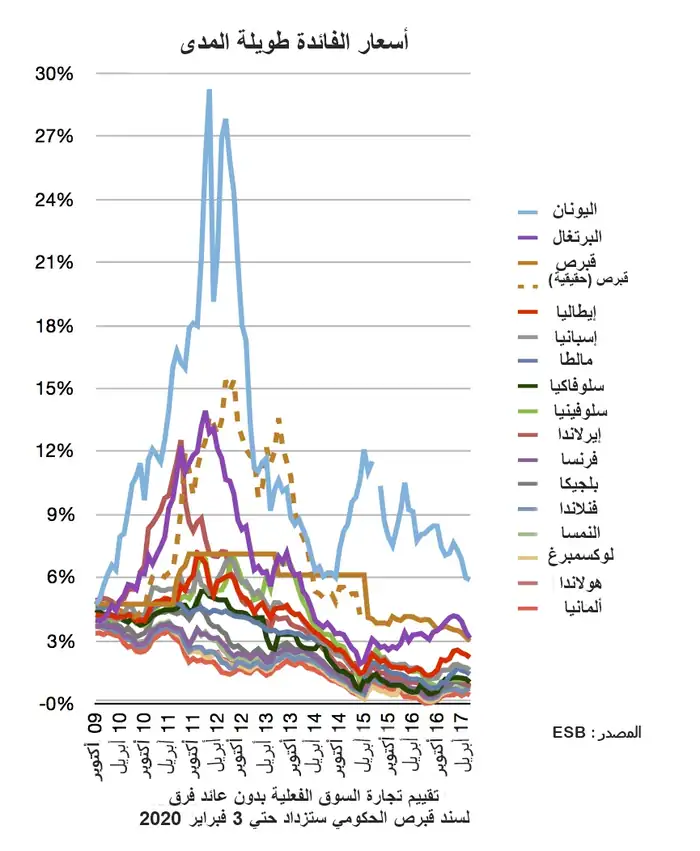 أسعار الفائدة طويلة المدى
30%
27%
24%
21%
18%
15%
12%
9%
6%
3%
-0%
اليونان
البرتغال
قبرص
قبرص (حقيقية)
إيطاليا
إسبانيا
مالطا
سلوفاكيا
سلوفينيا
إيرلاندا
فرنسا
بلجيكا
فنلاندا
النمسا
لوكسمبرغ
هولاندا
ألمانيا
المصدر: ESB
أكتوبر 09
أبريل 10
أكتوبر 10
أبريل 11
أكتوبر 11
أبريل 12
أكتوبر 12
أبريل 13
أكتوبر 13
أبريل 14
أكتوبر 14
أبريل 15
أكتوبر 15
أبريل 16
أكتوبر 16
أبريل 17
تقييم تجارة السوق الفعلية بدون عائد فرق
لسند قبرص الحكومي ستزداد حتي 3 فبراير 2020